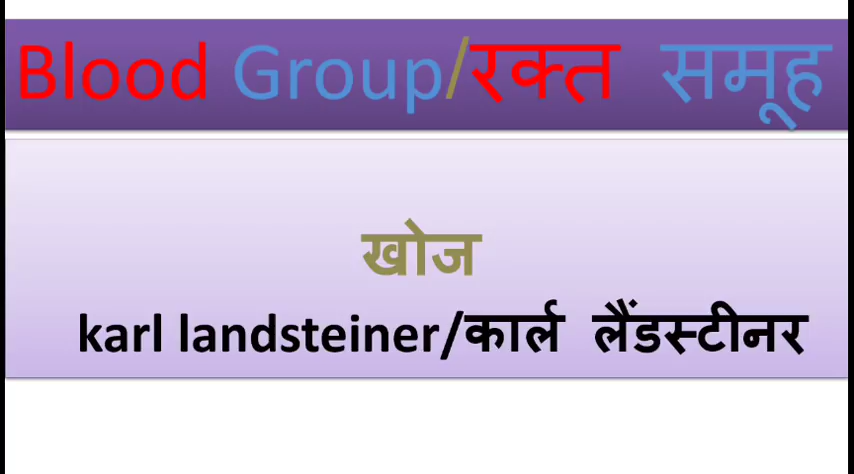 Blood Group/रक्त समूह
खोज
karl landsteiner/कार्ल लैंडस्टीनर